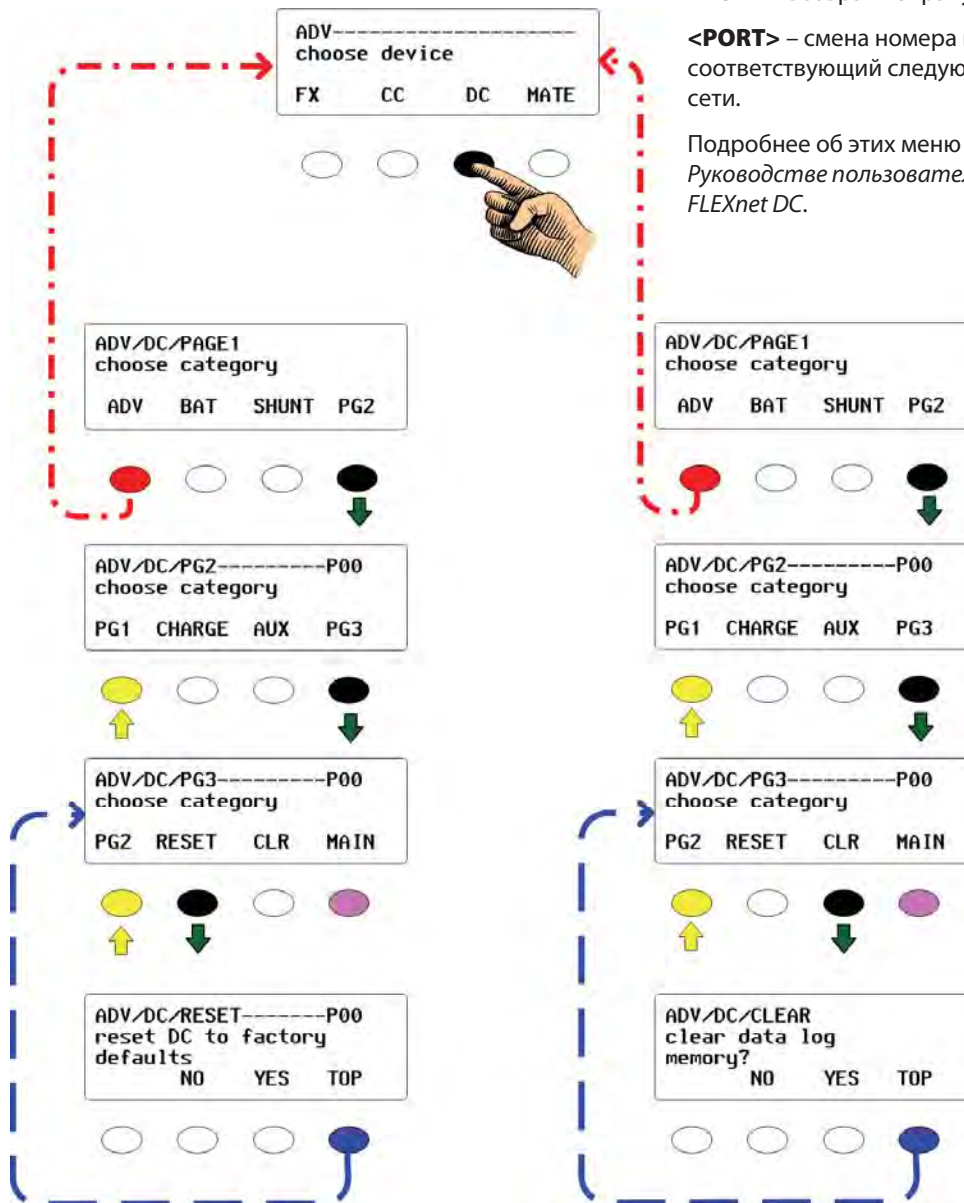 ADV----------------------
choose device
FX CC DC MATE
<PORT> – смена номера
соответствующий
сети.
Подробнее об этих меню
Руководстве
FLEXnet DC.
ADV/DC/PAGE1
choose category
ADV BAT SHUNT PG2
ADV/DC/PG2---------P00
choose category
PG1 CHARGE AUX PG3
ADV/DC/PG3---------P00
choose category
PG2 RESET CLR MAIN
ADV/DC/RESET-------P00
reset DC to factory
defaults
NO YES TOP
ADV/DC/PAGE1
choose category
ADV BAT SHUNT PG2
ADV/DC/PG2---------P00
choose category
PG1 CHARGE AUX PG3
ADV/DC/PG3---------P00
choose category
PG2 RESET CLR MAIN
ADV/DC/CLEAR
clear data log
memory?
NO YES TOP